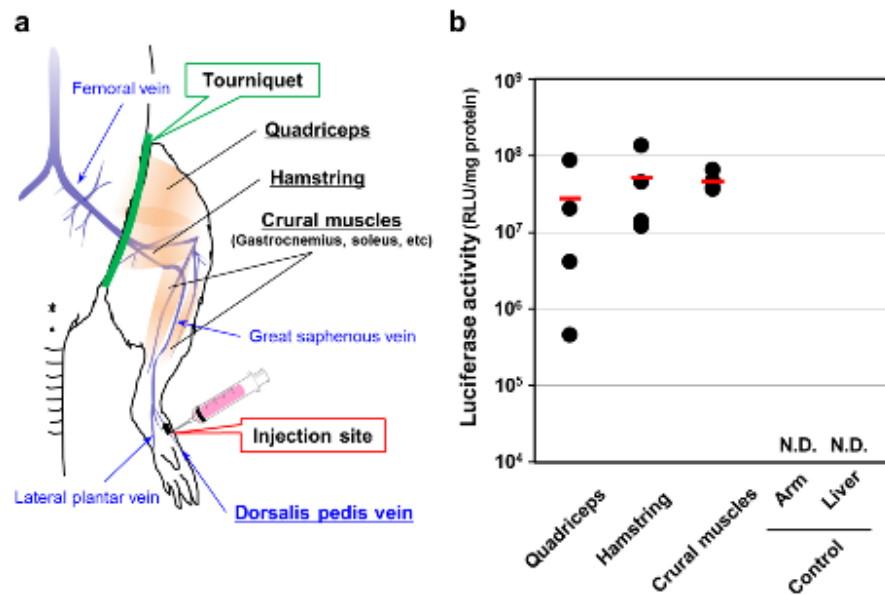 a
Tourniquet
Femoral vein
Quadriceps
Hamstring
Crural muscles
(Gastrocnemius, soleus, etc)
*
*
Great saphenous vein
Injection site
Lateral plantar vein
Dorsalis pedis vein
b
Luciferase activity (RLU/mg protein)
10⁹
10⁸
10⁷
10⁶
10⁵
10⁴
N.D. N.D.
Quadriceps
Hamstring
Crural muscles
Arm
Liver
Control